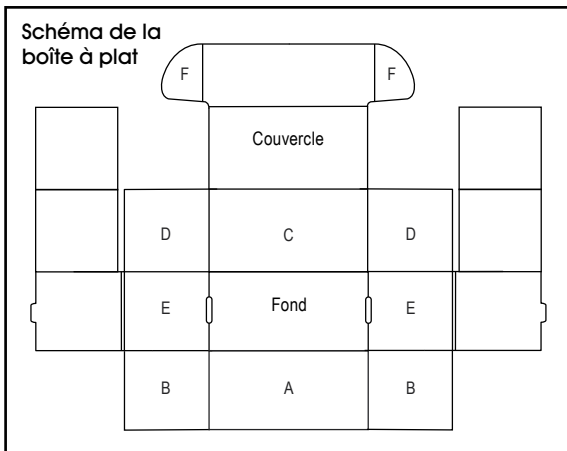 Schéma de la
boîte à plat
F F
Couvercle
D C D
E Fond E
B A B